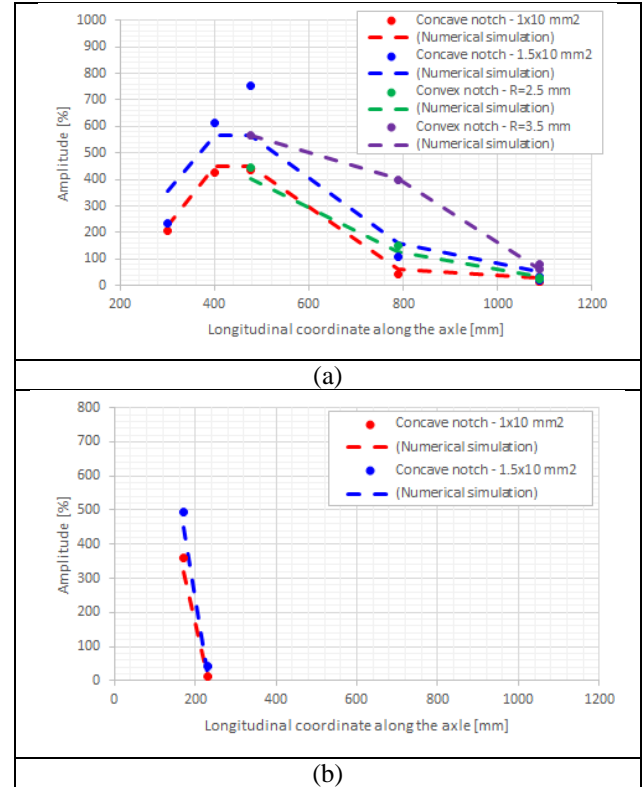 1000
900
800
700
600
500
400
300
200
100
0
Amplitude [%]
Concave notch - 1x10 mm2
(Numerical simulation)
Concave notch - 1.5x10 mm2
(Numerical simulation)
Convex notch - R=2.5 mm
(Numerical simulation)
Convex notch - R=3.5 mm
(Numerical simulation)
200 400 600 800 1000 1200
Longitudinal coordinate along the axle [mm]
(a)
800
700
600
500
400
300
200
100
0
Amplitude [%]
Concave notch - 1x10 mm2
(Numerical simulation)
Concave notch - 1.5x10 mm2
(Numerical simulation)
0 200 400 600 800 1000 1200
Longitudinal coordinate along the axle [mm]
(b)